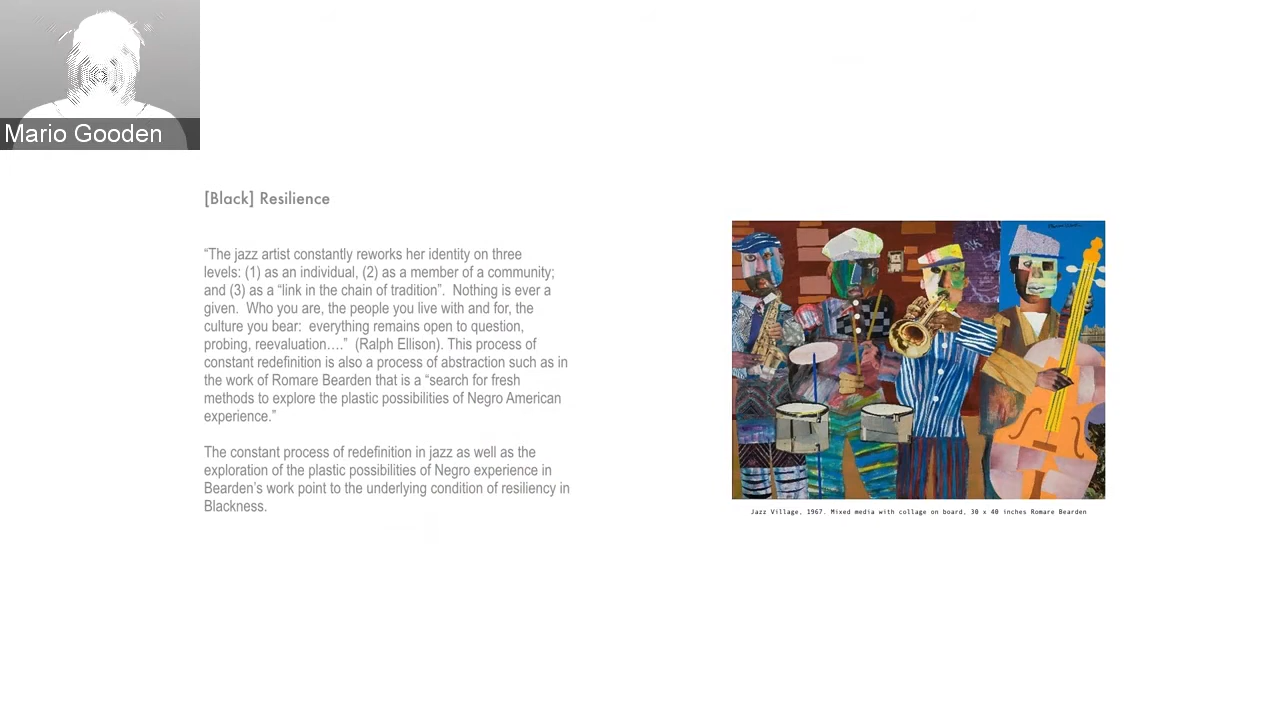 Mario Gooden
[Black] Resilience
“The jazz artist constantly reworks her identity on three
levels: (1) as an individual, (2) as a member of a community;
and (3) as a “link in the chain of tradition”.  Nothing is ever a
given.  Who you are, the people you live with and for, the
culture you bear:  everything remains open to question,
probing, reevaluation….”  (Ralph Ellison). This process of
constant redefinition is also a process of abstraction such as in
the work of Romare Bearden that is a “search for fresh
methods to explore the plastic possibilities of Negro American
experience.”
The constant process of redefinition in jazz as well as the
exploration of the plastic possibilities of Negro experience in
Bearden’s work point to the underlying condition of resiliency in
Blackness.
Jazz Village, 1967. Mixed media with collage on board, 30 x 40 inches Romare Bearden